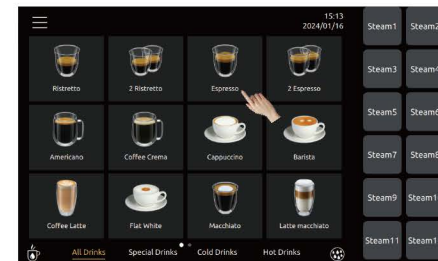 15:13
2024/01/16
Ristretto
2 Ristretto
Espresso
2 Espresso
Americano
Coffee Crema
Cappuccino
Barista
Coffee Latte
Flat White
Macchiato
Latte macchiato
All Drinks
Special Drinks
Cold Drinks
Hot Drinks
Steam1
Steam2
Steam3
Steam4
Steam5
Steam6
Steam7
Steam8
Steam9
Steam1
Steam11
Steam1